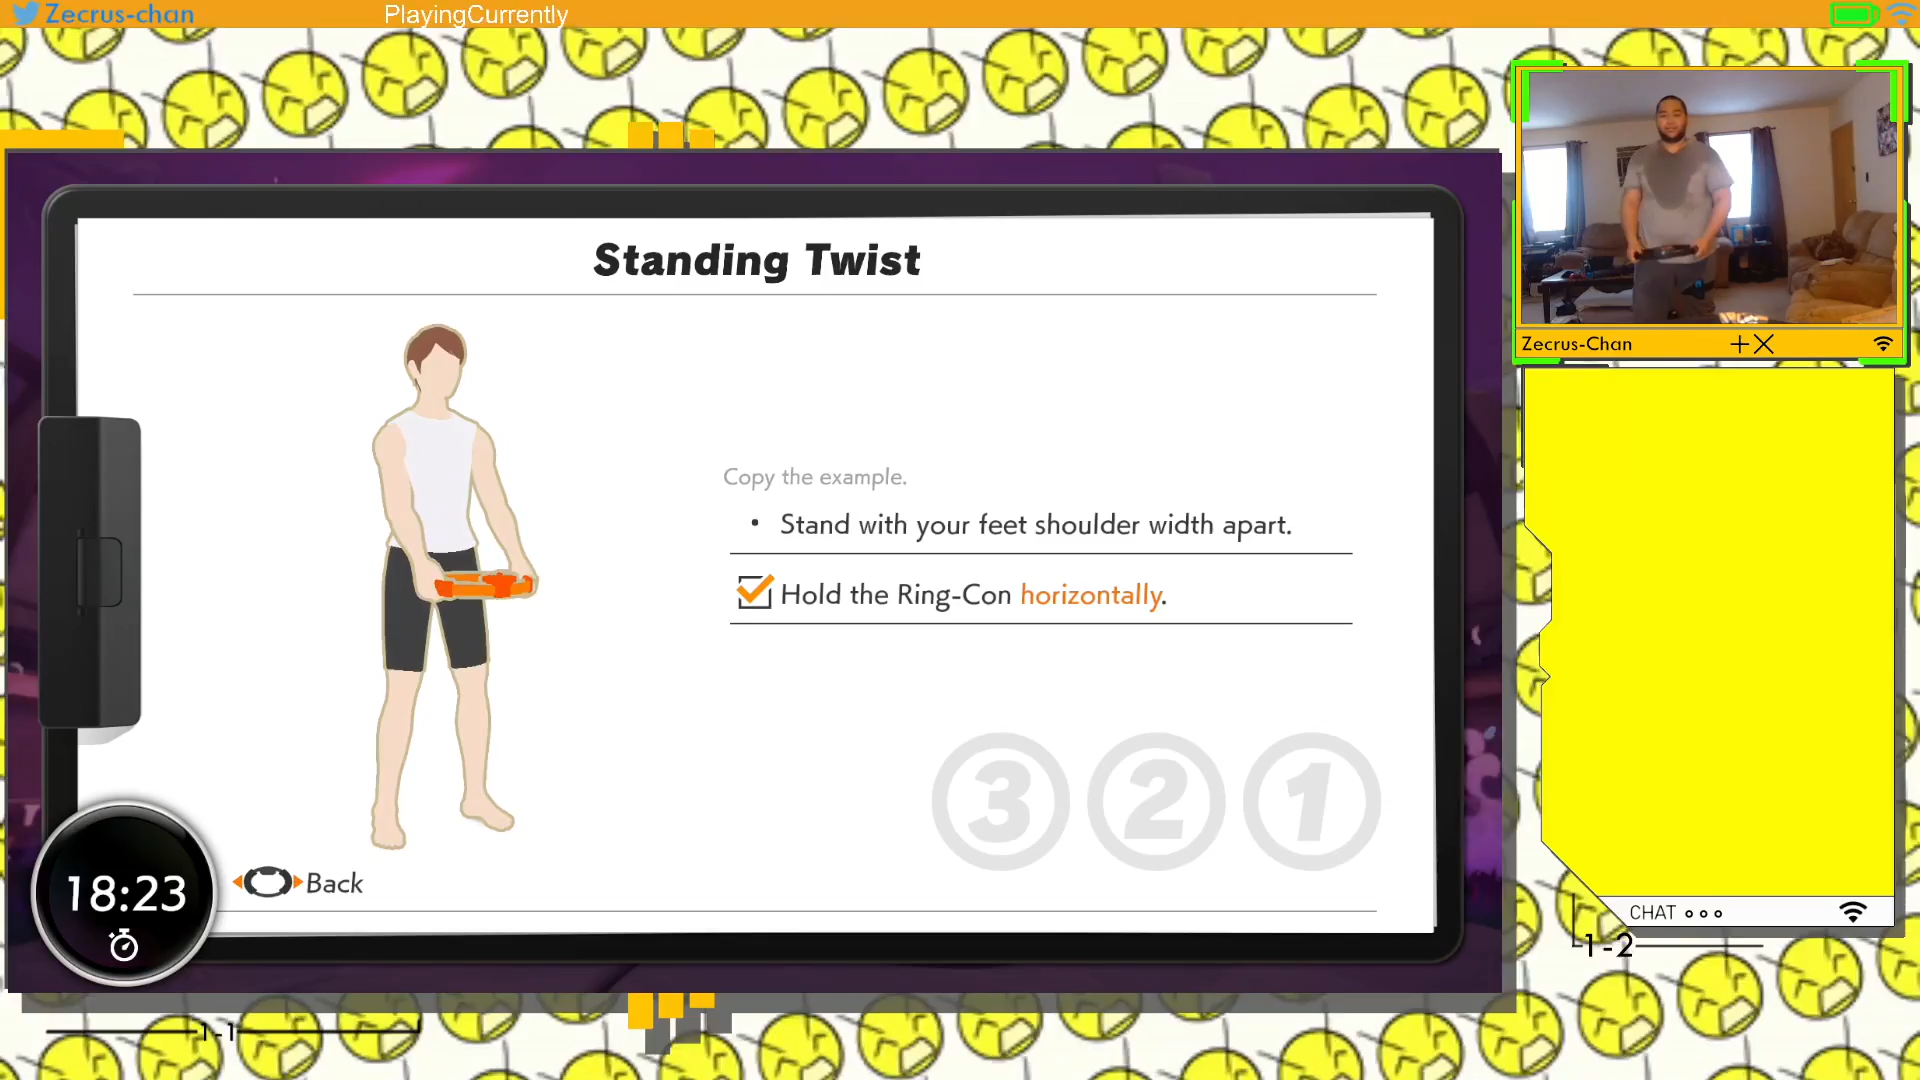 Zecrus-chan
PlayingCurrently
Standing Twist
Copy the example.
• Stand with your feet shoulder width apart.
Hold the Ring-Con horizontally.
3 2 1
18:23
Back
Zecrus-Chan
CHAT
1-2
1-1